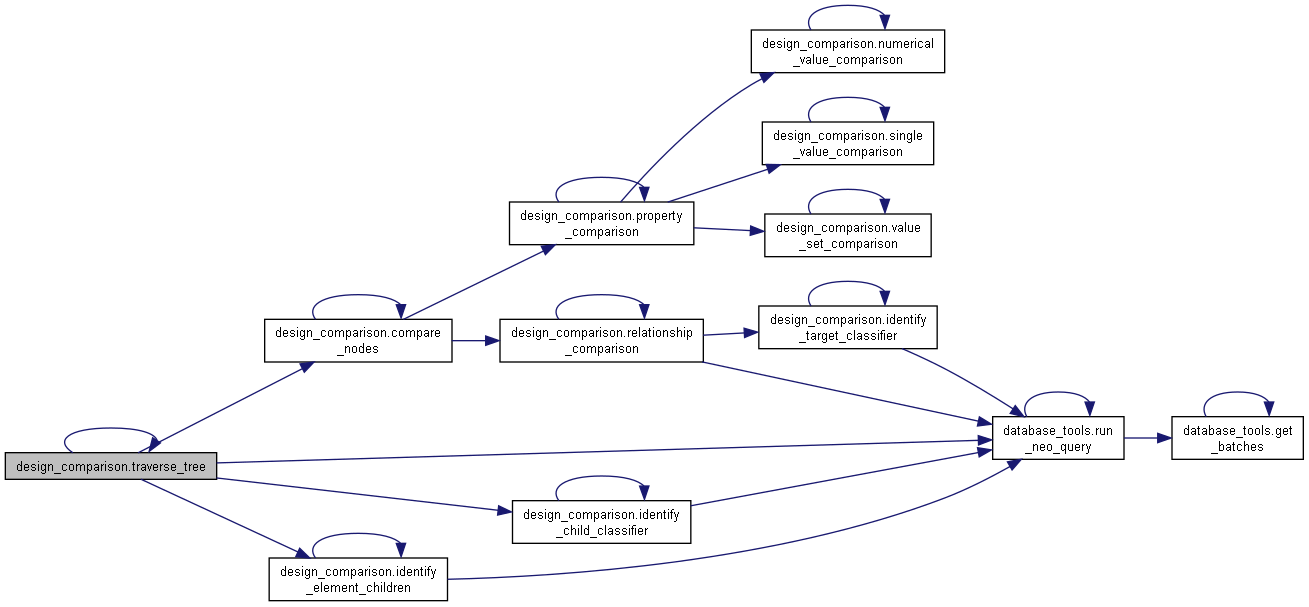 design_comparison.numerical
_value_comparison
design_comparison.single
_value_comparison
design_comparison.property
_comparison
design_comparison.value
_set_comparison
design_comparison.identify
_target_classifier
design_comparison.compare
_nodes
design_comparison.relationship
_comparison
database_tools.run
_neo_query
database_tools.get
_batches
design_comparison.traverse_tree
design_comparison.identify
_child_classifier
design_comparison.identify
_element_children